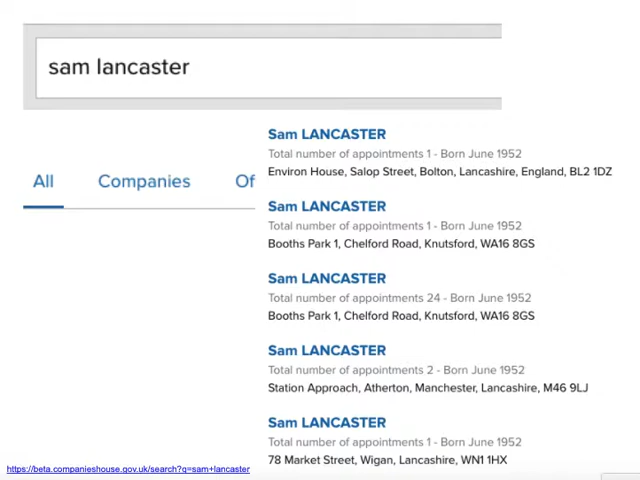 sam lancaster
All
Companies
Of
Sam LANCASTER
Total number of appointments 1 - Born June 1952
Environ House, Salop Street, Bolton, Lancashire, England, BL2 1DZ
Sam LANCASTER
Total number of appointments 1 - Born June 1952
Booths Park 1, Chelford Road, Knutsford, WA16 8GS
Sam LANCASTER
Total number of appointments 24 - Born June 1952
Booths Park 1, Chelford Road, Knutsford, WA16 8GS
Sam LANCASTER
Total number of appointments 2 - Born June 1952
Station Approach, Atherton, Manchester, Lancashire, M46 9LJ
Sam LANCASTER
Total number of appointments 1 - Born June 1952
78 Market Street, Wigan, Lancashire, WN1 1HX
https://beta.companieshouse.gov.uk/search?q=sam+lancaster